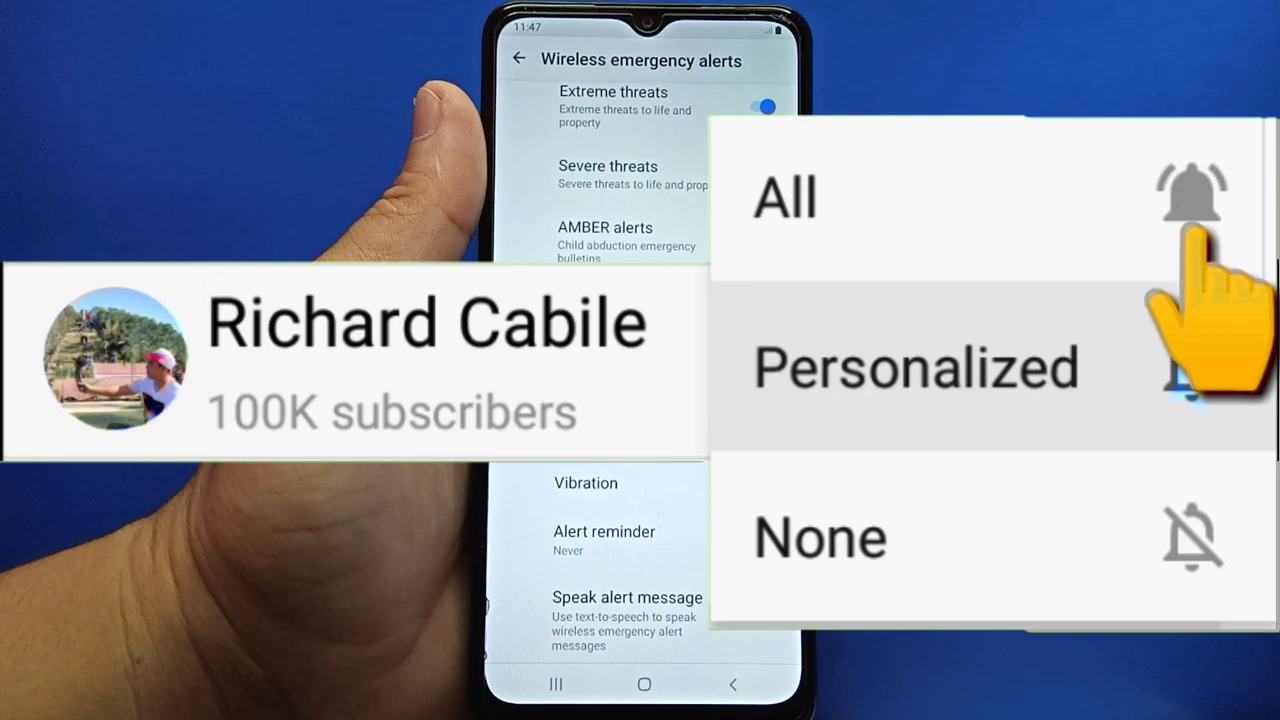 11:47
Wireless emergency alerts
Extreme threats
Extreme threats to life and
property
Severe threats
Severe threats to life and prop
AMBER alerts
Child abduction emergency
bulletins
All
Personalized
None
Richard Cabile
100K subscribers
Vibration
Alert reminder
Never
Speak alert message
Use text-to-speech to speak
wireless emergency alert
messages